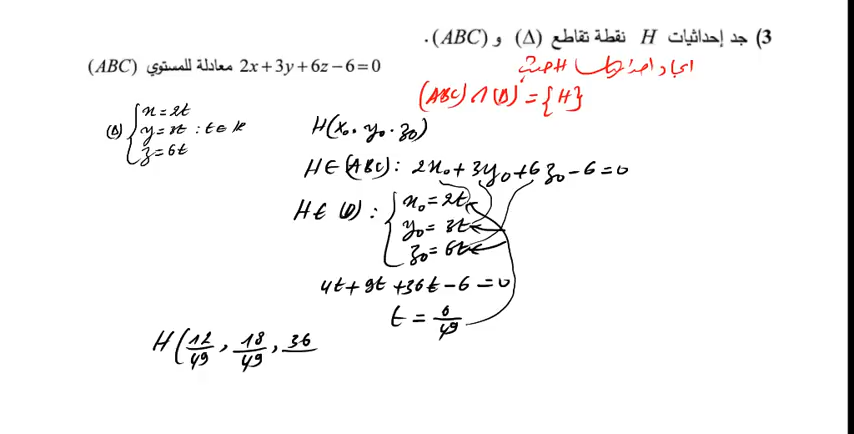 3) جد إحداثيات H نقطة تقاطع (Δ) و (ABC).
2x+3y+6z−6=0 معادلة للمستوي (ABC)
(ABC) ∩ (Δ) = {H}
(Δ) { x = 2t
y = 3t : t ∈ R
z = 6t
H(x₀, y₀, z₀)
H ∈ (ABC) : 2x₀ + 3y₀ + 6z₀ − 6 = 0
H ∈ (Δ) : { x₀ = 2t
y₀ = 3t
z₀ = 6t
4t + 9t + 36t − 6 = 0
t = 6/49
H(12/49, 18/49, 36